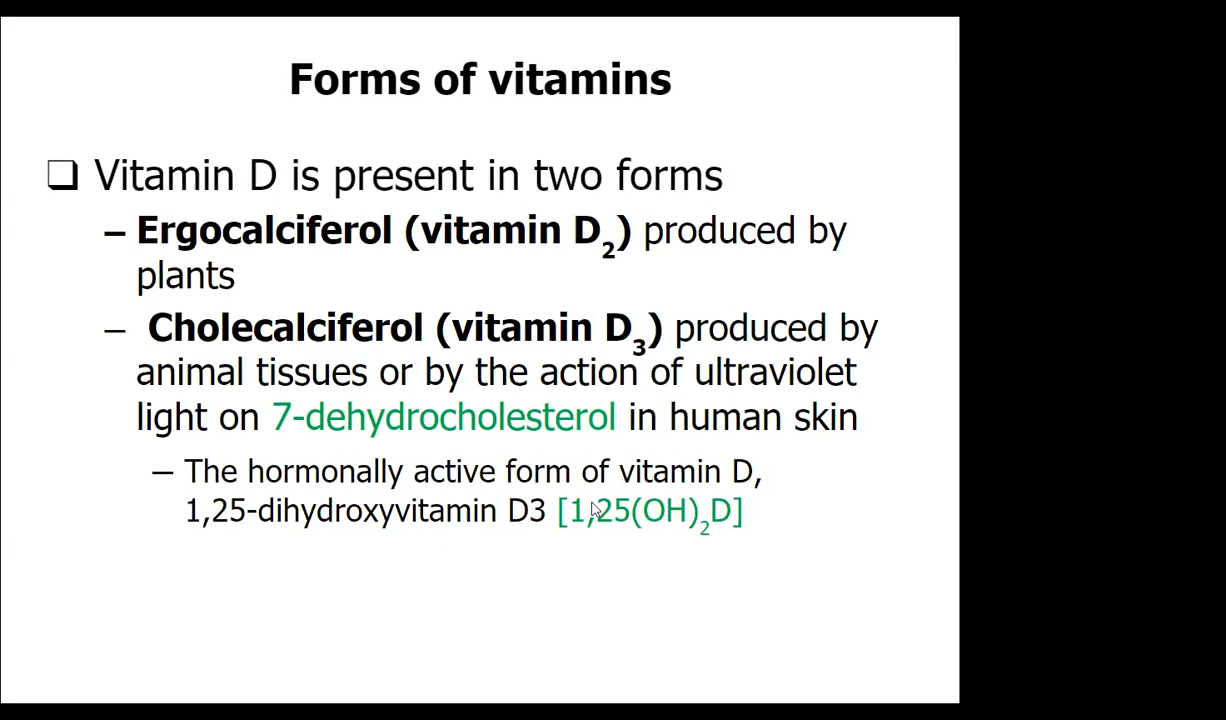 Forms of vitamins
❑ Vitamin D is present in two forms
– Ergocalciferol (vitamin D₂) produced by
plants
– Cholecalciferol (vitamin D₃) produced by
animal tissues or by the action of ultraviolet
light on 7-dehydrocholesterol in human skin
– The hormonally active form of vitamin D,
1,25-dihydroxyvitamin D3 [1,25(OH)₂D]